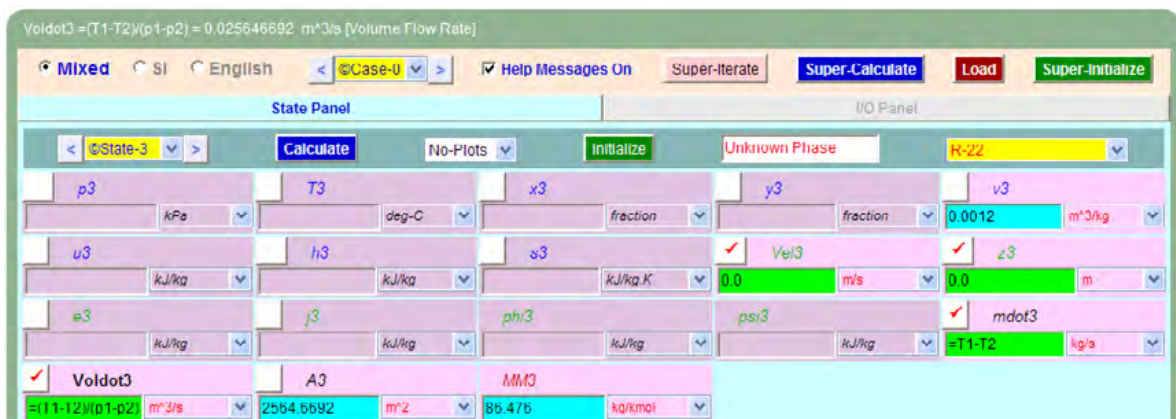 Voldot3 =(T1-T2)/(p1-p2) = 0.025646692 m^3/s [Volume Flow Rate]
Mixed SI English < ©Case-0 > Help Messages On Super-Iterate Super-Calculate Load Super-Initialize
State Panel I/O Panel
< ©State-3 > Calculate No-Plots Initialize Unknown Phase R-22
p3 T3 x3 y3 v3
kPa deg-C fraction fraction 0.0012 m^3/kg
u3 h3 s3 Vel3 z3
kJ/kg kJ/kg kJ/kg.K 0.0 m/s 0.0 m
e3 j3 phi3 psi3 mdot3
kJ/kg kJ/kg kJ/kg kJ/kg =T1-T2 kg/s
Voldot3 A3 MM3
=(T1-T2)/(p1-p2) m^3/s 2564.6692 m^2 86.476 kg/kmol